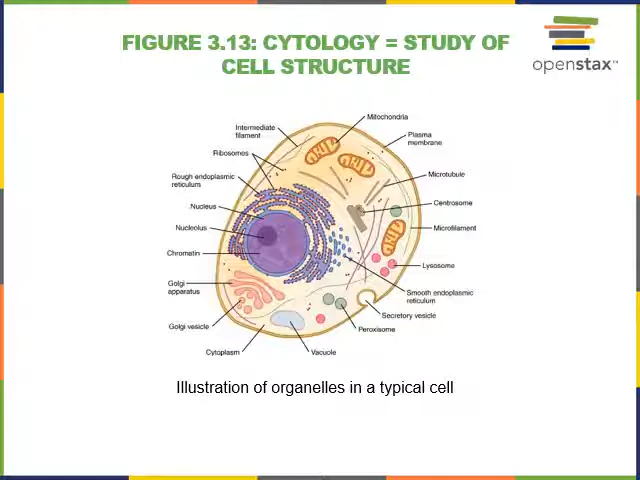 FIGURE 3.13: CYTOLOGY = STUDY OF
CELL STRUCTURE
openstax™
Mitochondria
Intermediate
filament
Plasma
membrane
Ribosomes
Rough endoplasmic
reticulum
Microtubule
Nucleus
Centrosome
Nucleolus
Microfilament
Chromatin
Lysosome
Golgi
apparatus
Smooth endoplasmic
reticulum
Secretory vesicle
Golgi vesicle
Peroxisome
Cytoplasm
Vacuole
Illustration of organelles in a typical cell